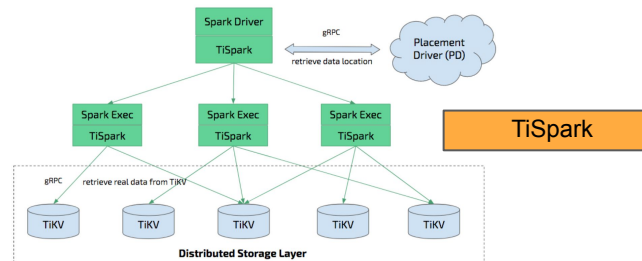 Spark Driver
TiSpark
gRPC
retrieve data location
Placement
Driver (PD)
Spark Exec
TiSpark
Spark Exec
TiSpark
Spark Exec
TiSpark
TiSpark
gRPC
retrieve real data from TiKV
TiKV
TiKV
TiKV
TiKV
TiKV
Distributed Storage Layer